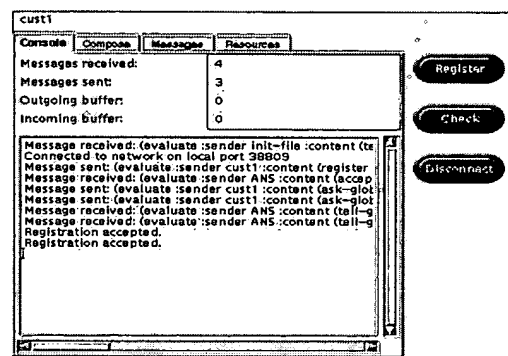 cust1
Console Compose Messages Resources
Messages received: 4
Messages sent: 3
Outgoing buffer: 0
Incoming buffer: 0
Register
Check
Disconnect
Message received: (evaluate :sender init-file :content (te
Connected to network on local port 38809
Message sent: (evaluate :sender cust1 :content (register
Message received: (evaluate :sender ANS :content (accep
Message sent: (evaluate :sender cust1 :content (ask-glob
Message sent: (evaluate :sender cust1 :content (ask-glob
Message received: (evaluate :sender ANS :content (tell-g
Message received: (evaluate :sender ANS :content (tell-g
Registration accepted.
Registration accepted.